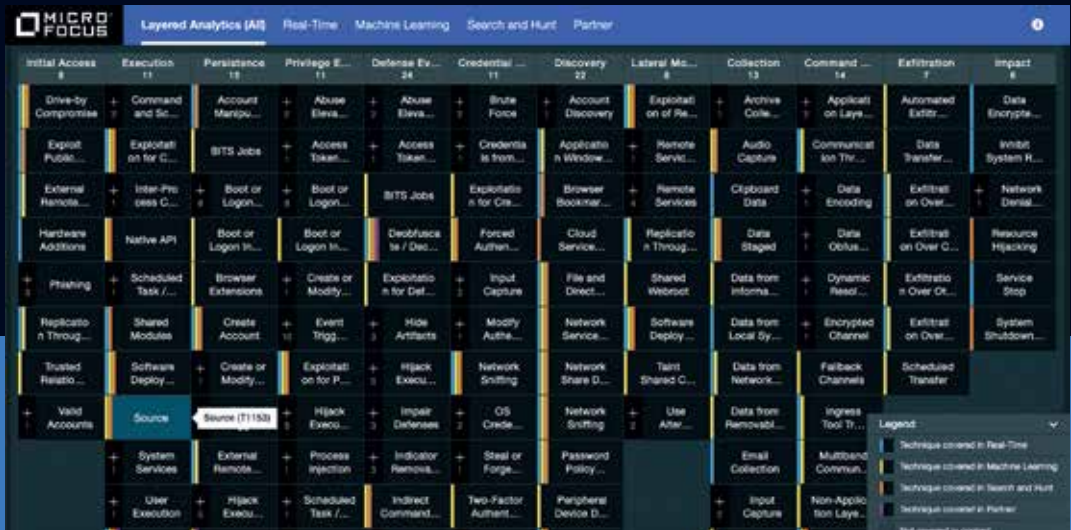 MICRO
FOCUS
Layered Analytics (All) Real-Time Machine Learning Search and Hunt Partner
Initial Access Execution Persistence Privilege E... Defense Ev... Credential ... Discovery Lateral Mo... Collection Command ... Exfiltration Impact
11 11 24 11 22 13 14 7
Drive-by Command Account Abuse Abuse Brute Account Exploitati Archive Applicati Automated Data
Compromise and Sc... Manipu... Eleva... Eleva... Force Discovery on of Re... Colle... on Laye... Exfiltr... Encrypte...
Exploit Exploitati BITS Jobs Access Access Credentia Applicatio Remote Audio Communicat Data Inhibit
Public... on for C... Token... Token... ls from... n Window... Servic... Capture ion Thr... Transfer... System R...
External Inter-Pro Boot or Boot or BITS Jobs Exploitatio Browser Remote Clipboard Data Exfiltrati Network
Remote... cess C... Logon... Logon... n for Cre... Bookmar... Services Data Encoding on Over... Denial...
Hardware Native API Boot or Boot or Deobfusca Forced Cloud Replicatio Data Data Exfiltrati Resource
Additions Logon In... Logon In... te / Dec... Authen... Service... n Throug... Staged Obfus... on Over C... Hijacking
Phishing Scheduled Browser Create or Exploitatio Input File and Shared Data from Dynamic Exfiltratio Service
Task /... Extensions Modify... n for Def... Capture Direct... Webroot Informa... Resol... n Over Ot... Stop
Replicatio Shared Create Event Hide Modify Network Software Data from Encrypted Exfiltrati System
n Throug... Modules Account Trigg... Artifacts Authe... Service... Deploy... Local Sy... Channel on Over... Shutdown...
Trusted Software Create or Exploitati Hijack Network Network Taint Data from Fallback Scheduled
Relatio... Deploy... Modify... on for P... Execu... Sniffing Share D... Shared C... Network... Channels Transfer
Valid Source Source (T1153) Hijack Impair OS Network Use Data from Ingress
Accounts Execu... Defenses Crede... Sniffing Alter... Removabl... Tool Tr...
Legend:
System External Process Indicator Steal or Password Email Multiband
Services Remote... Injection Remova... Forge... Policy... Collection Commun...
User Hijack Scheduled Indirect Two-Factor Peripheral Input Non-Applic
Execution Execu... Task /... Command... Authent... Device D... Capture tion Laye...
Technique covered in Real-Time
Technique covered in Machine Learning
Technique covered in Search and Hunt
Technique covered in Partner